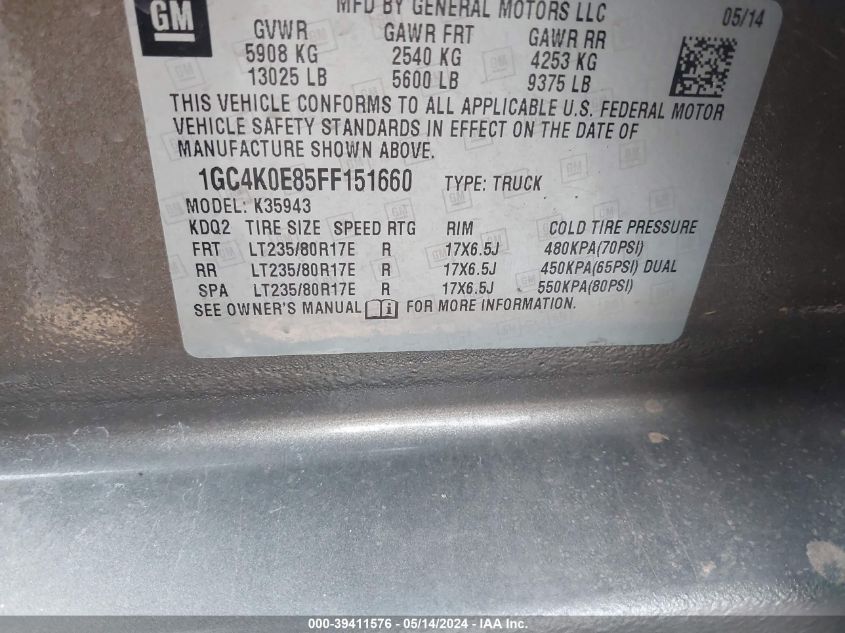 GM
MFD BY GENERAL MOTORS LLC
05/14
GVWR GAWR FRT GAWR RR
5908 KG 2540 KG 4253 KG
13025 LB 5600 LB 9375 LB
THIS VEHICLE CONFORMS TO ALL APPLICABLE U.S. FEDERAL MOTOR
VEHICLE SAFETY STANDARDS IN EFFECT ON THE DATE OF
MANUFACTURE SHOWN ABOVE.
1GC4K0E85FF151660 TYPE: TRUCK
MODEL: K35943
KDQ2 TIRE SIZE SPEED RTG RIM COLD TIRE PRESSURE
FRT LT235/80R17E R 17X6.5J 480KPA(70PSI)
RR LT235/80R17E R 17X6.5J 450KPA(65PSI) DUAL
SPA LT235/80R17E R 17X6.5J 550KPA(80PSI)
SEE OWNER'S MANUAL i FOR MORE INFORMATION.
000-39411576 - 05/14/2024 - IAA Inc.